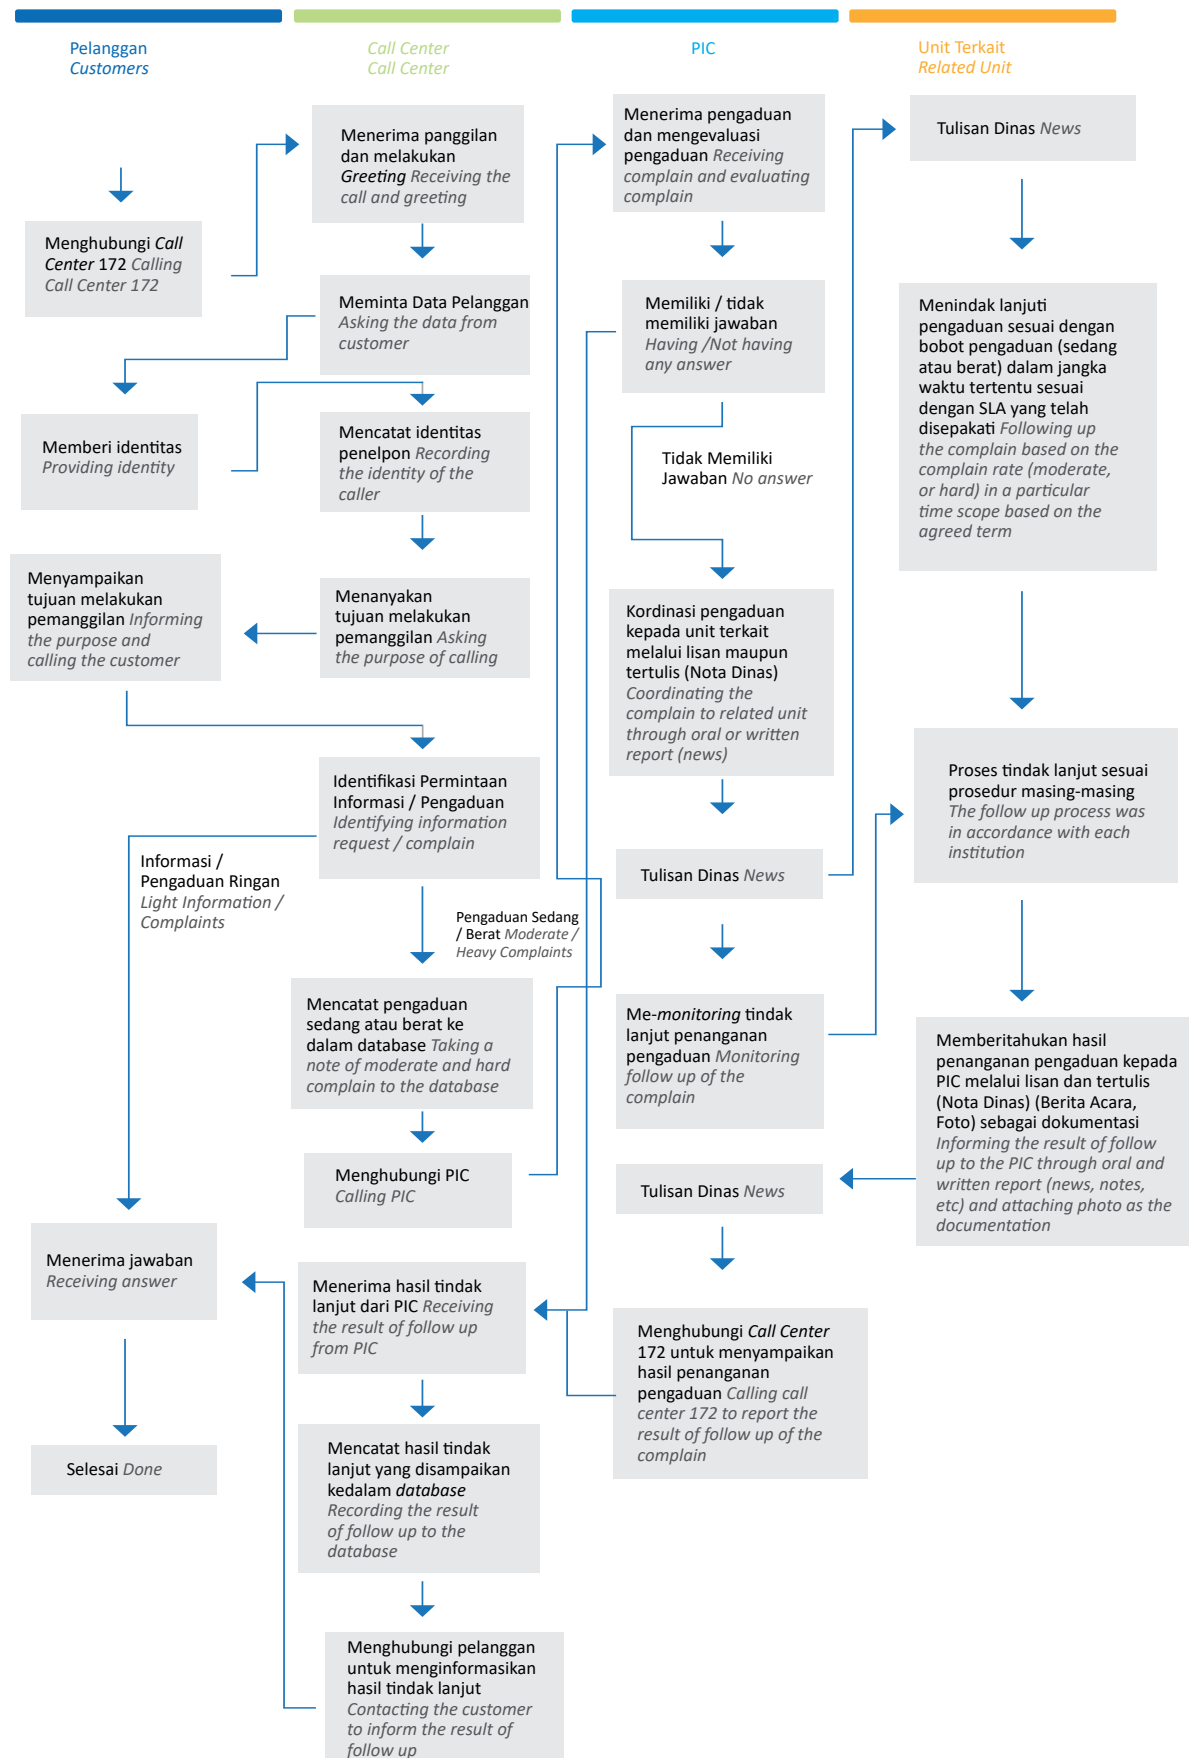 Pelanggan
Customers
Call Center
Call Center
PIC
Unit Terkait
Related Unit
Menghubungi Call
Center 172 Calling
Call Center 172
Menerima panggilan
dan melakukan
Greeting Receiving the
call and greeting
Meminta Data Pelanggan
Asking the data from
customer
Memberi identitas
Providing identity
Mencatat identitas
penelpon Recording
the identity of the
caller
Menanyakan
tujuan melakukan
pemanggilan Asking
the purpose of calling
Menyampaikan
tujuan melakukan
pemanggilan Informing
the purpose and
calling the customer
Identifikasi Permintaan
Informasi / Pengaduan
Identifying information
request / complain
Informasi /
Pengaduan Ringan
Light Information /
Complaints
Pengaduan Sedang
/ Berat Moderate /
Heavy Complaints
Mencatat pengaduan
sedang atau berat ke
dalam database Taking a
note of moderate and hard
complain to the database
Menghubungi PIC
Calling PIC
Menerima pengaduan
dan mengevaluasi
pengaduan Receiving
complain and evaluating
complain
Memiliki / tidak
memiliki jawaban
Having /Not having
any answer
Tidak Memiliki
Jawaban No answer
Kordinasi pengaduan
kepada unit terkait
melalui lisan maupun
tertulis (Nota Dinas)
Coordinating the
complain to related unit
through oral or written
report (news)
Tulisan Dinas News
Me-monitoring tindak
lanjut penanganan
pengaduan Monitoring
follow up of the
complain
Tulisan Dinas News
Menghubungi Call Center
172 untuk menyampaikan
hasil penanganan
pengaduan Calling call
center 172 to report the
result of follow up of the
complain
Tulisan Dinas News
Menindak lanjuti
pengaduan sesuai dengan
bobot pengaduan (sedang
atau berat) dalam jangka
waktu tertentu sesuai
dengan SLA yang telah
disepakati Following up
the complain based on the
complain rate (moderate,
or hard) in a particular
time scope based on the
agreed term
Proses tindak lanjut sesuai
prosedur masing-masing
The follow up process was
in accordance with each
institution
Memberitahukan hasil
penanganan pengaduan kepada
PIC melalui lisan dan tertulis
(Nota Dinas) (Berita Acara,
Foto) sebagai dokumentasi
Informing the result of follow
up to the PIC through oral and
written report (news, notes,
etc) and attaching photo as the
documentation
Menerima hasil tindak
lanjut dari PIC Receiving
the result of follow up
from PIC
Mencatat hasil tindak
lanjut yang disampaikan
kedalam database
Recording the result
of follow up to the
database
Menghubungi pelanggan
untuk menginformasikan
hasil tindak lanjut
Contacting the customer
to inform the result of
follow up
Menerima jawaban
Receiving answer
Selesai Done